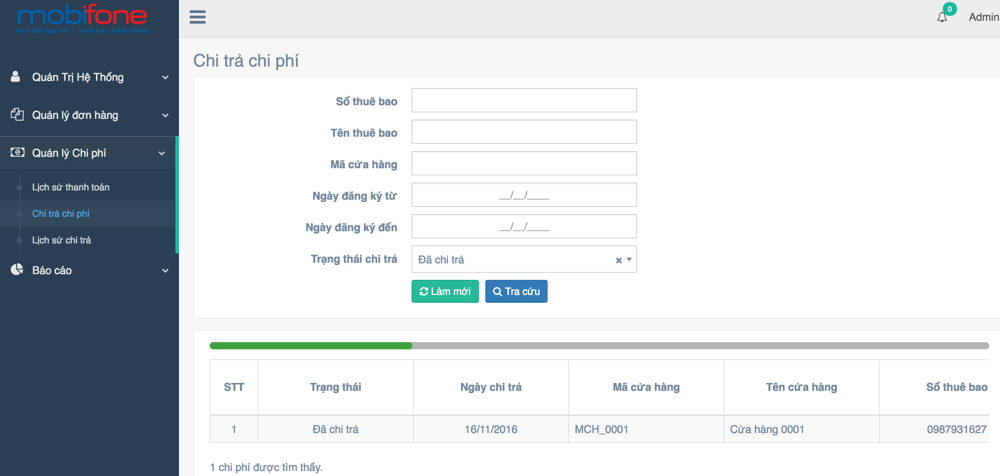 mobifone
KẾT NỐI GIÁ TRỊ - KHƠI DẬY TIỀM NĂNG
0
Admin
Quản Trị Hệ Thống
Quản lý đơn hàng
Quản lý Chi phí
Lịch sử thanh toán
Chi trả chi phí
Lịch sử chi trả
Báo cáo
Chi trả chi phí
Số thuê bao
Tên thuê bao
Mã cửa hàng
Ngày đăng ký từ __/__/____
Ngày đăng ký đến __/__/____
Trạng thái chi trả Đã chi trả
Làm mới Tra cứu
STT Trạng thái Ngày chi trả Mã cửa hàng Tên cửa hàng Số thuê bao
1 Đã chi trả 16/11/2016 MCH_0001 Cừa hàng 0001 0987931627
1 chi phí được tìm thấy.